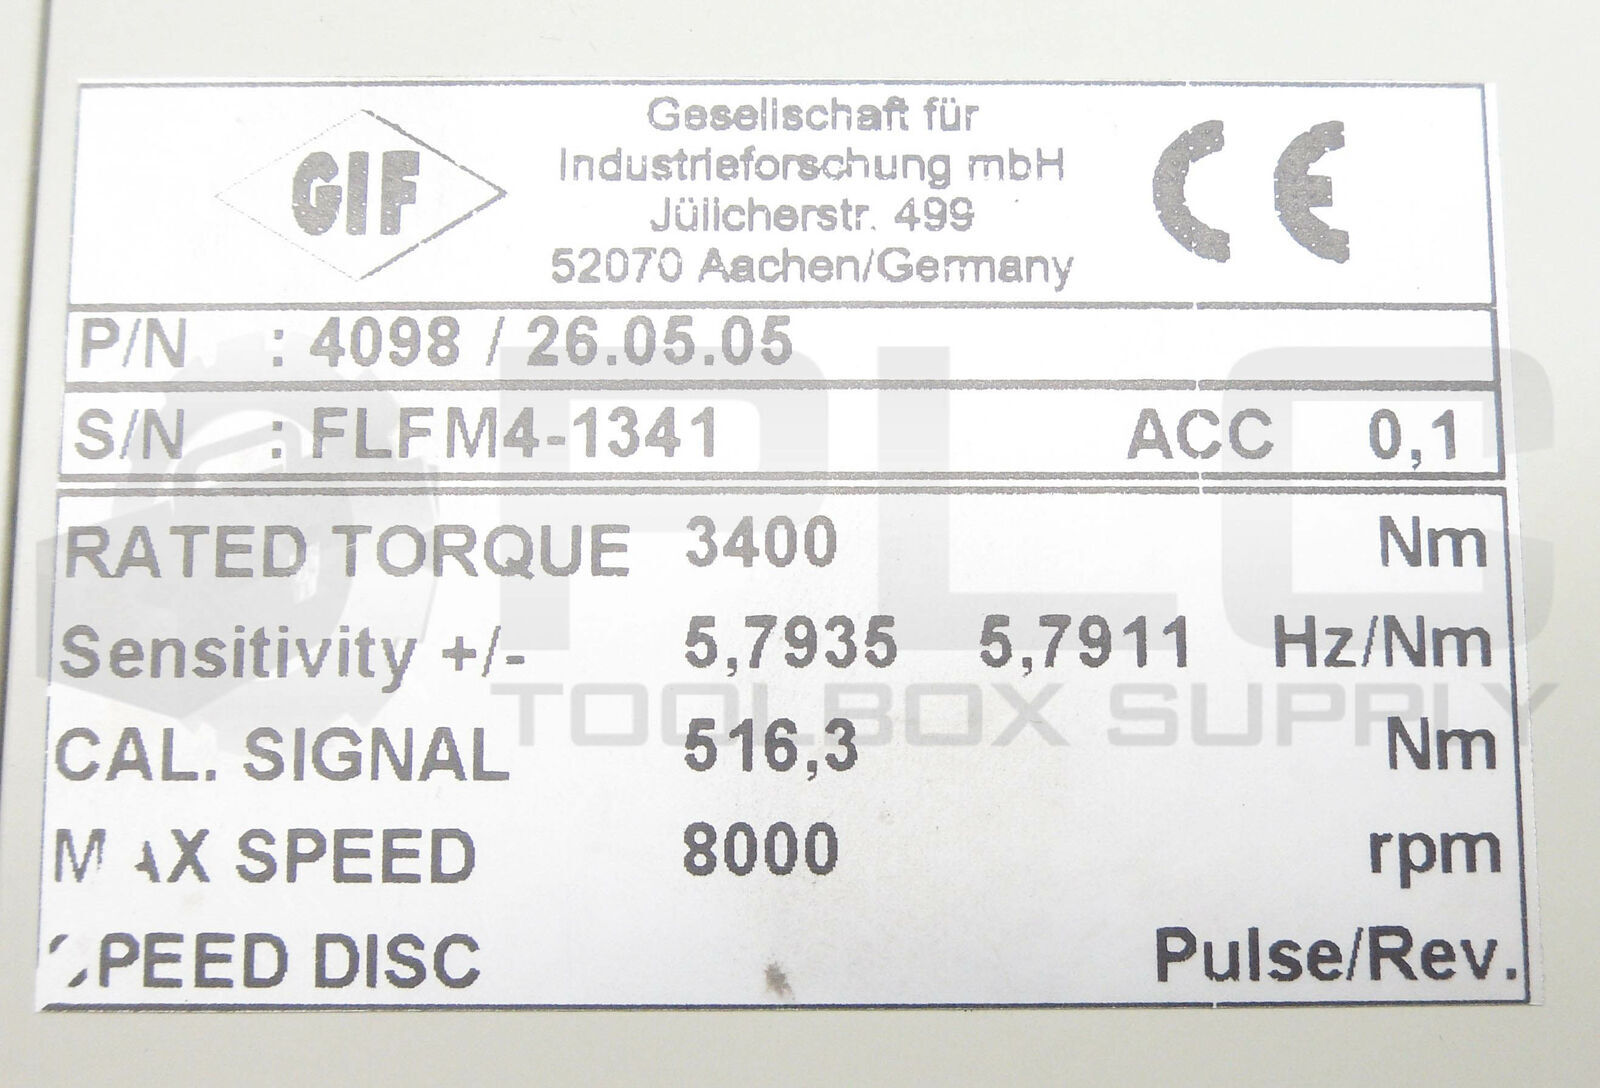 GIF
Gesellschaft für
Industrieforschung mbH
Jülicherstr. 499
52070 Aachen/Germany
CE
P/N : 4098 / 26.05.05
S/N : FLFM4-1341 ACC 0,1
RATED TORQUE 3400 Nm
Sensitivity +/- 5,7935 5,7911 Hz/Nm
CAL. SIGNAL 516,3 Nm
MAX SPEED 8000 rpm
SPEED DISC Pulse/Rev.
PLC
TOOLBOX SUPPLY